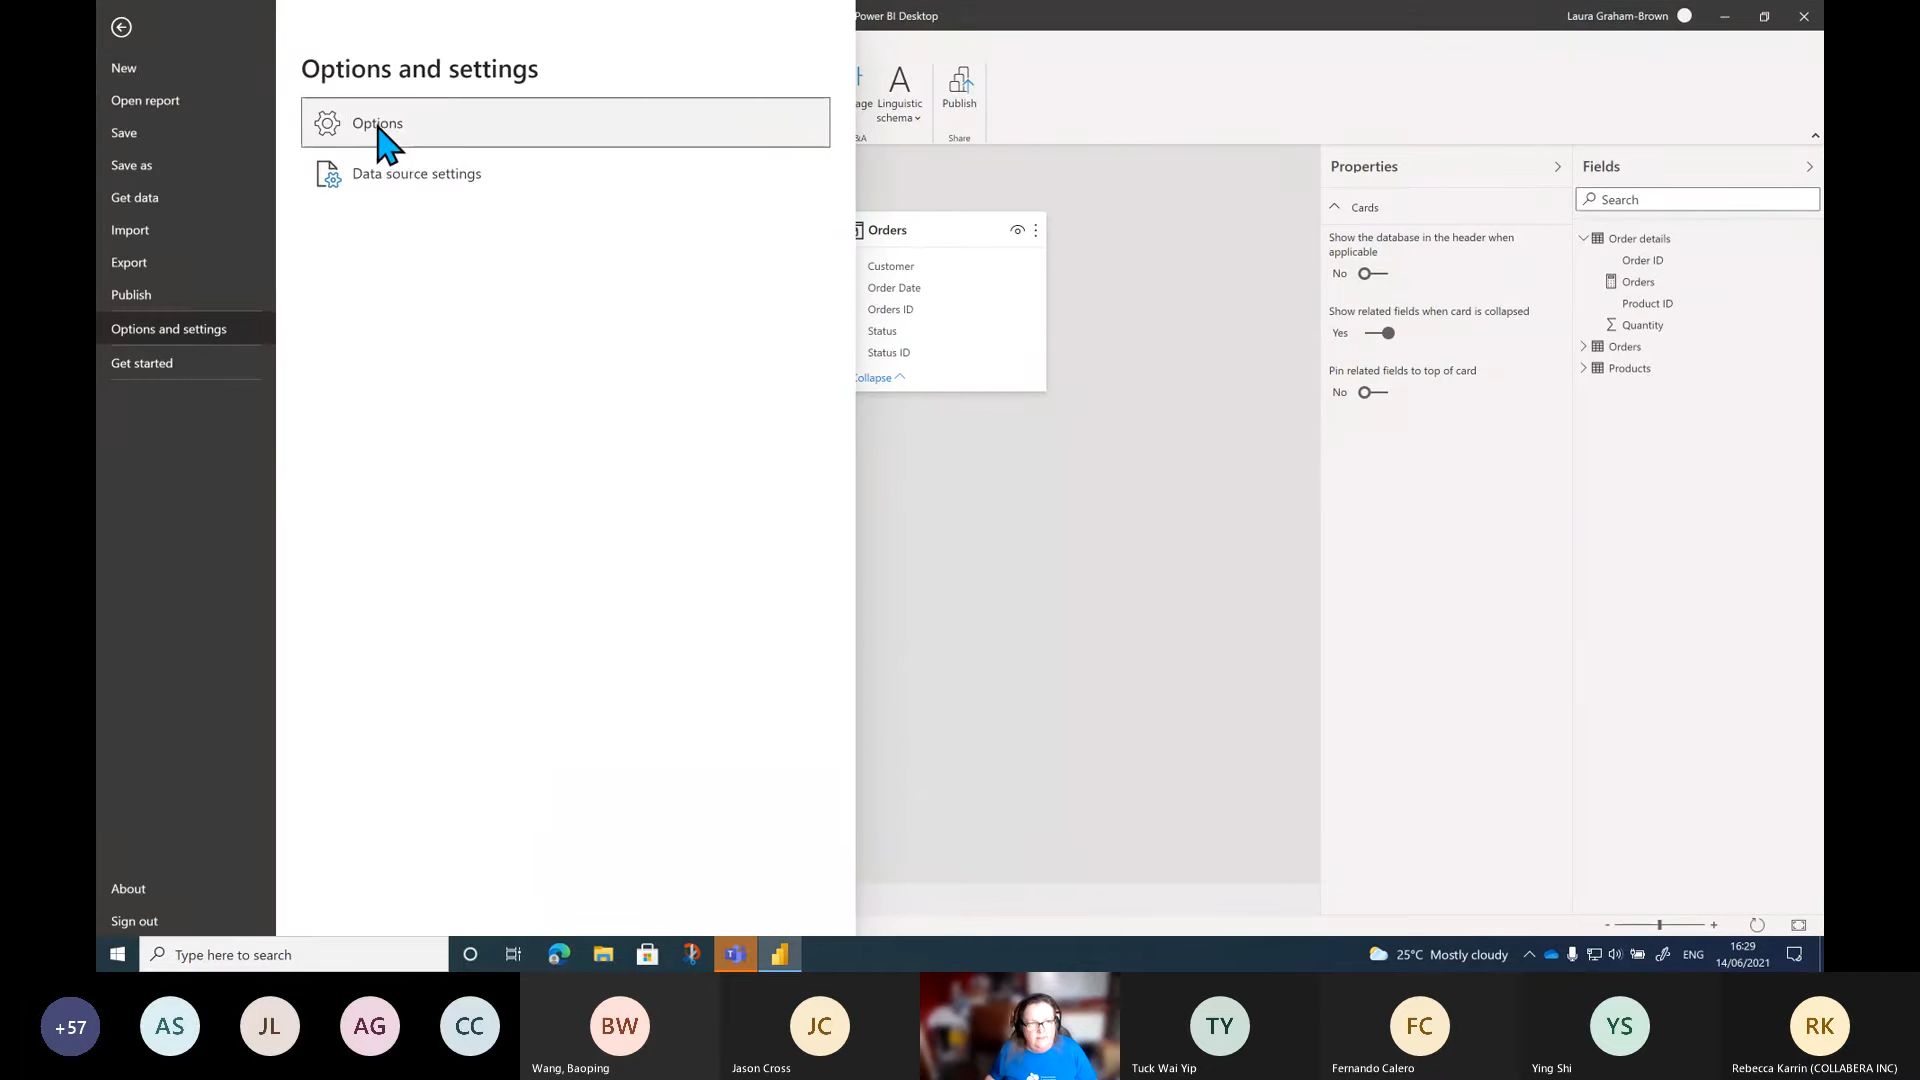 New
Open report
Save
Save as
Get data
Import
Export
Publish
Options and settings
Get started
About
Sign out
Options and settings
Options
Data source settings
Power BI Desktop
Laura Graham-Brown
age
Linguistic
schema
Publish
Share
Orders
Customer
Order Date
Orders ID
Status
Status ID
Collapse
Properties
Cards
Show the database in the header when
applicable
No
Show related fields when card is collapsed
Yes
Pin related fields to top of card
No
Fields
Search
Order details
Order ID
Orders
Product ID
Quantity
Orders
Products
- +
Type here to search
25°C Mostly cloudy
ENG
16:29
14/06/2021
+57
AS
JL
AG
CC
BW
Wang, Baoping
JC
Jason Cross
TY
Tuck Wai Yip
FC
Fernando Calero
YS
Ying Shi
RK
Rebecca Karrin (COLLABERA INC)